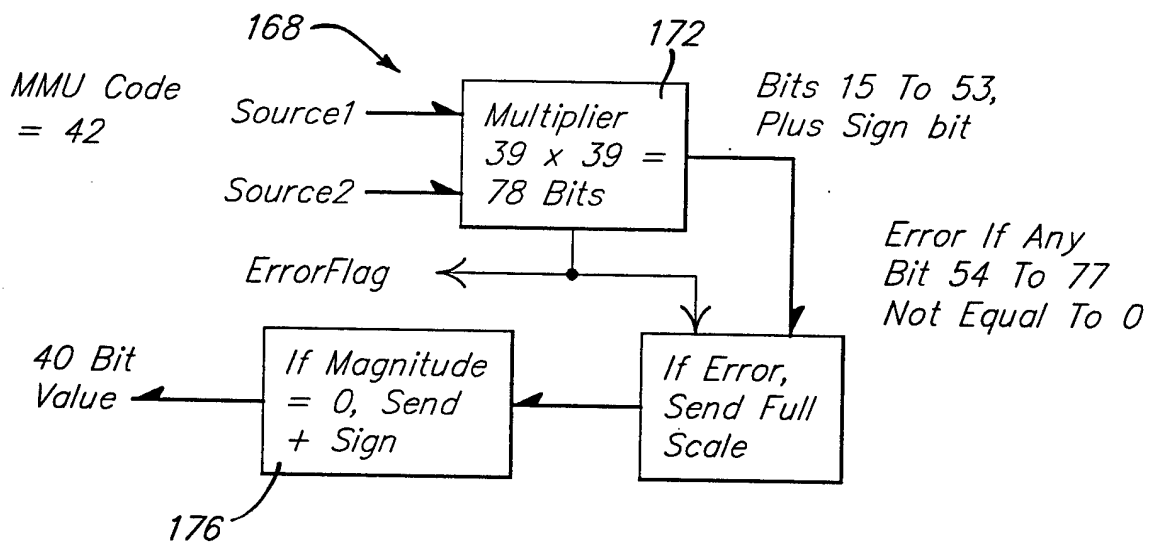 168
172
MMU Code
= 42
Source1
Source2
Multiplier
39 x 39 =
78 Bits
Bits 15 To 53,
Plus Sign bit
Error If Any
Bit 54 To 77
Not Equal To 0
ErrorFlag
40 Bit
Value
If Magnitude
= 0, Send
+ Sign
If Error,
Send Full
Scale
176